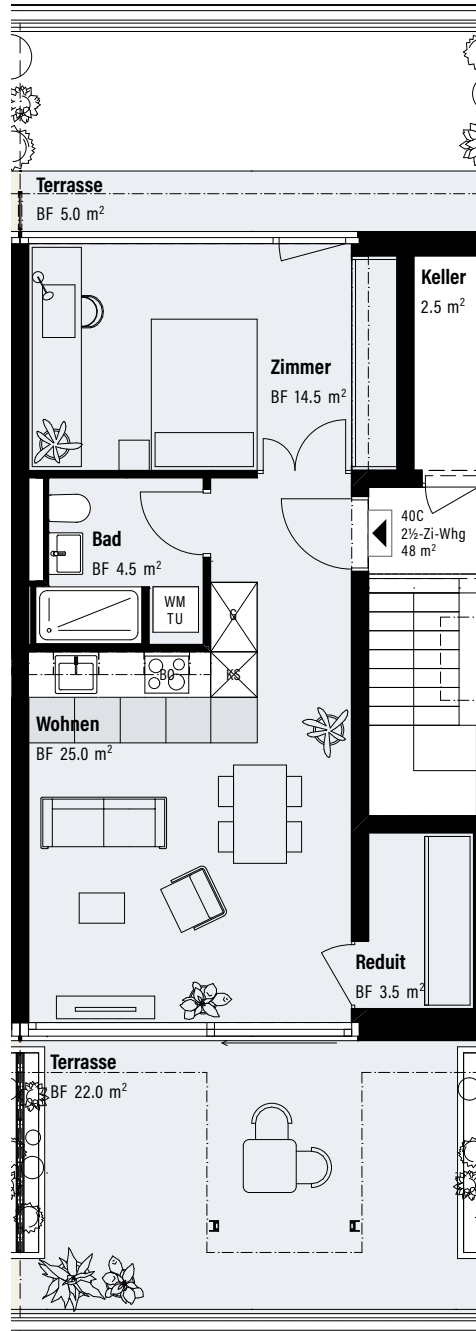 Terrasse
BF 5.0 m²
Keller
2.5 m²
Zimmer
BF 14.5 m²
40C
2½-Zi-Whg
48 m²
Bad
BF 4.5 m²
WM
TU
G
BO
KS
Wohnen
BF 25.0 m²
Reduit
BF 3.5 m²
Terrasse
BF 22.0 m²